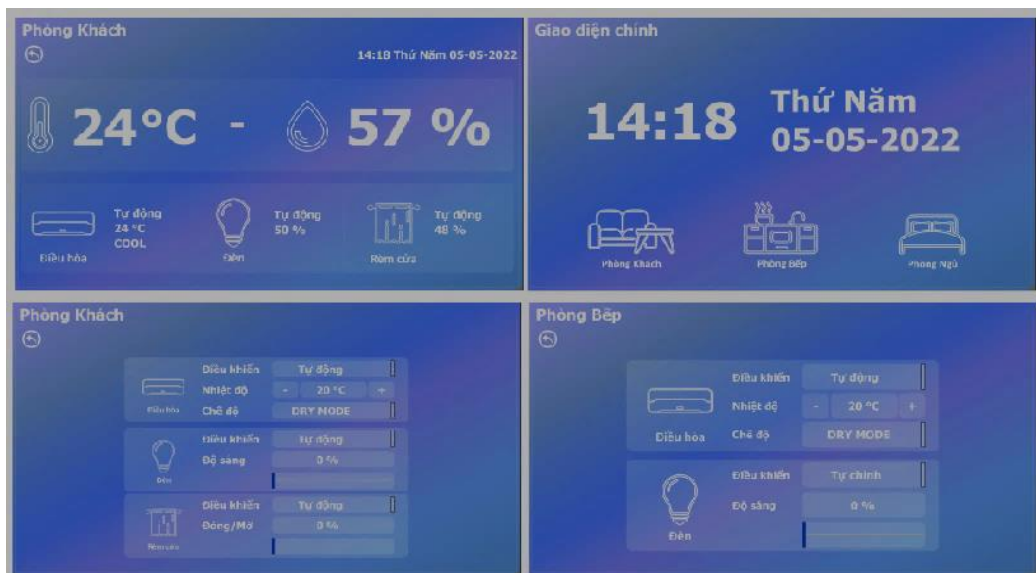 Phòng Khách
14:18 Thứ Năm 05-05-2022
24°C - 57 %
Tự động
24 °C
COOL
Điều hòa
Tự động
50 %
Đèn
Tự động
48 %
Rèm cửa
Giao diện chính
14:18
Thứ Năm
05-05-2022
Phòng Khách
Phòng Bếp
Phòng Ngủ
Phòng Khách
Điều khiển Tự động
Nhiệt độ - 20 °C +
Chế độ DRY MODE
Điều hòa
Điều khiển Tự động
Độ sáng 0 %
Đèn
Điều khiển Tự động
Đóng/Mở 0 %
Rèm cửa
Phòng Bếp
Điều khiển Tự động
Nhiệt độ - 20 °C +
Điều hòa Chế độ DRY MODE
Điều khiển Tự chỉnh
Độ sáng 0 %
Đèn